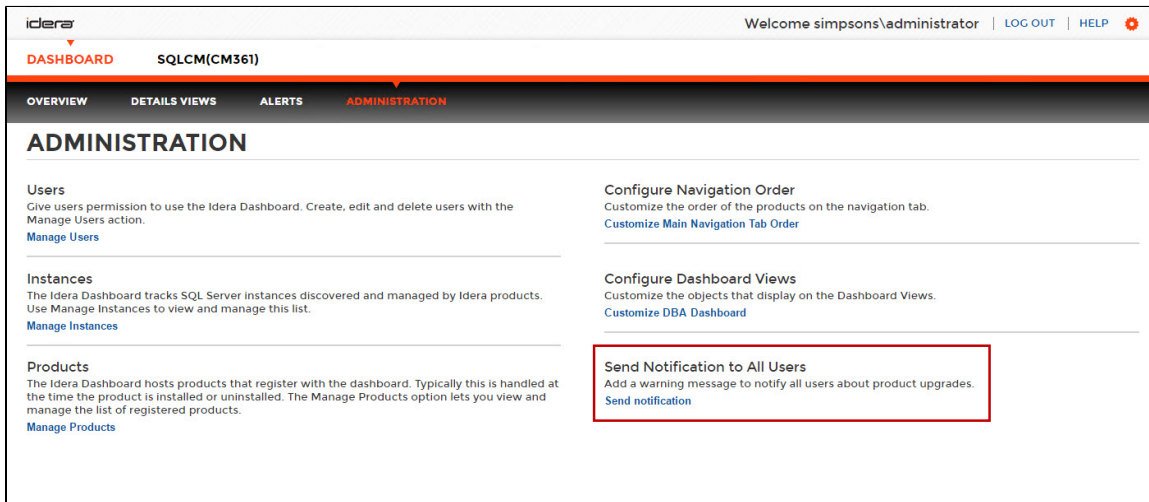 idera
Welcome simpsons\administrator | LOG OUT | HELP
DASHBOARD SQLCM(CM361)
OVERVIEW DETAILS VIEWS ALERTS ADMINISTRATION
ADMINISTRATION
Users
Give users permission to use the Idera Dashboard. Create, edit and delete users with the
Manage Users action.
Manage Users
Instances
The Idera Dashboard tracks SQL Server instances discovered and managed by Idera products.
Use Manage Instances to view and manage this list.
Manage Instances
Products
The Idera Dashboard hosts products that register with the dashboard. Typically this is handled at
the time the product is installed or uninstalled. The Manage Products option lets you view and
manage the list of registered products.
Manage Products
Configure Navigation Order
Customize the order of the products on the navigation tab.
Customize Main Navigation Tab Order
Configure Dashboard Views
Customize the objects that display on the Dashboard Views.
Customize DBA Dashboard
Send Notification to All Users
Add a warning message to notify all users about product upgrades.
Send notification